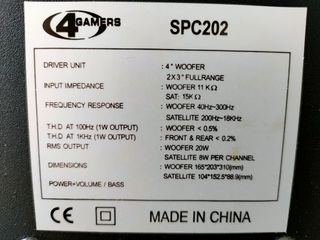 4GAMERS SPC202
DRIVER UNIT : 4" WOOFER
2X3" FULLRANGE
INPUT IMPEDANCE : WOOFER 11KΩ
SAT: 15KΩ
FREQUENCY RESPONSE : WOOFER 40Hz~300Hz
SATELLITE 200Hz~18KHz
T.H.D AT 100Hz (1W OUTPUT) : WOOFER < 0.5%
T.H.D AT 1KHz (1W OUTPUT) : FRONT & REAR < 0.2%
RMS OUTPUT : WOOFER 20W
SATELLITE 8W PER CHANNEL
DIMENSIONS : WOOFER 165*203*310(mm)
SATELLITE 104*152.5*88.9(mm)
POWER+VOLUME / BASS
CE MADE IN CHINA